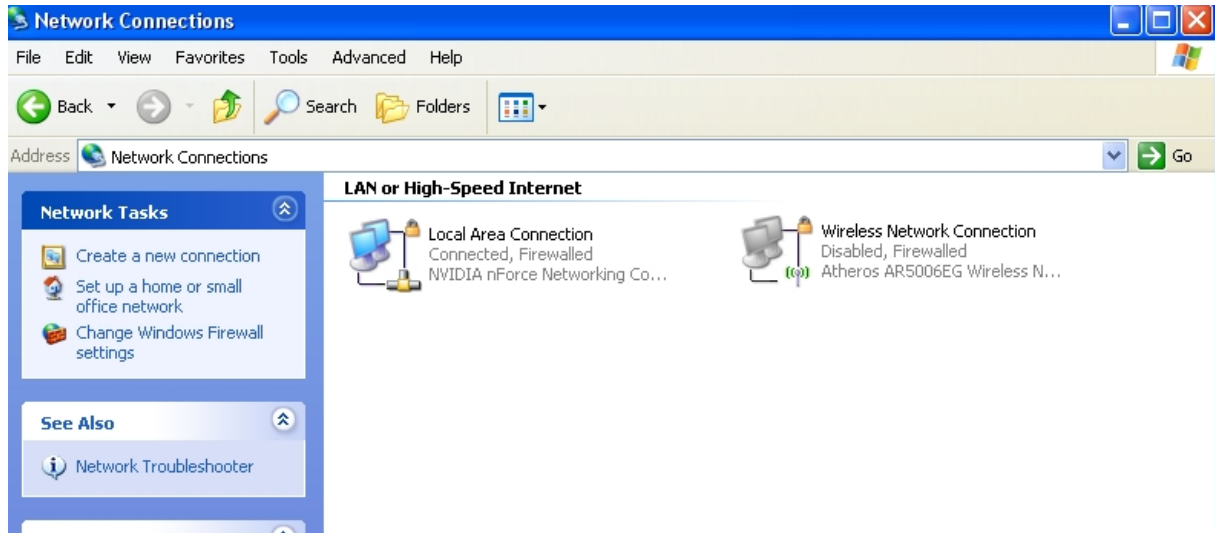 Network Connections
File Edit View Favorites Tools Advanced Help
Back Search Folders
Address Network Connections Go
Network Tasks
Create a new connection
Set up a home or small
office network
Change Windows Firewall
settings
See Also
Network Troubleshooter
LAN or High-Speed Internet
Local Area Connection
Connected, Firewalled
NVIDIA nForce Networking Co...
Wireless Network Connection
Disabled, Firewalled
Atheros AR5006EG Wireless N...